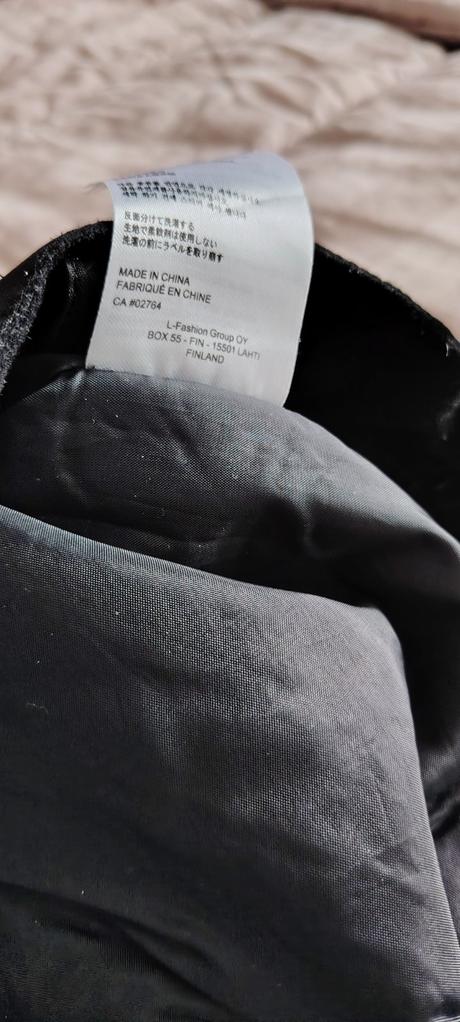 反面分けて洗濯する
生地で柔軟剤は使用しない
洗濯の前にラベルを取り崩す
MADE IN CHINA
FABRIQUÉ EN CHINE
CA #02764
L-Fashion Group OY
BOX 55 - FIN - 15501 LAHTI
FINLAND